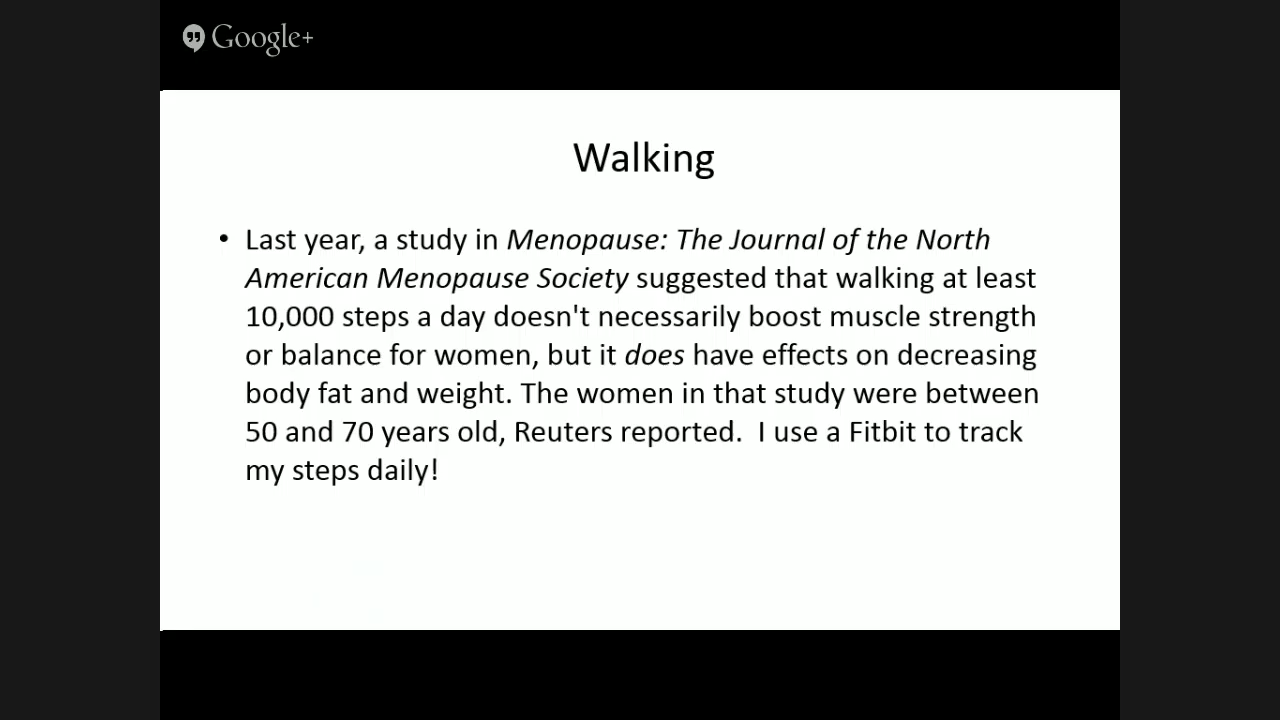 Google+
Walking
• Last year, a study in Menopause: The Journal of the North
American Menopause Society suggested that walking at least
10,000 steps a day doesn't necessarily boost muscle strength
or balance for women, but it does have effects on decreasing
body fat and weight. The women in that study were between
50 and 70 years old, Reuters reported.  I use a Fitbit to track
my steps daily!